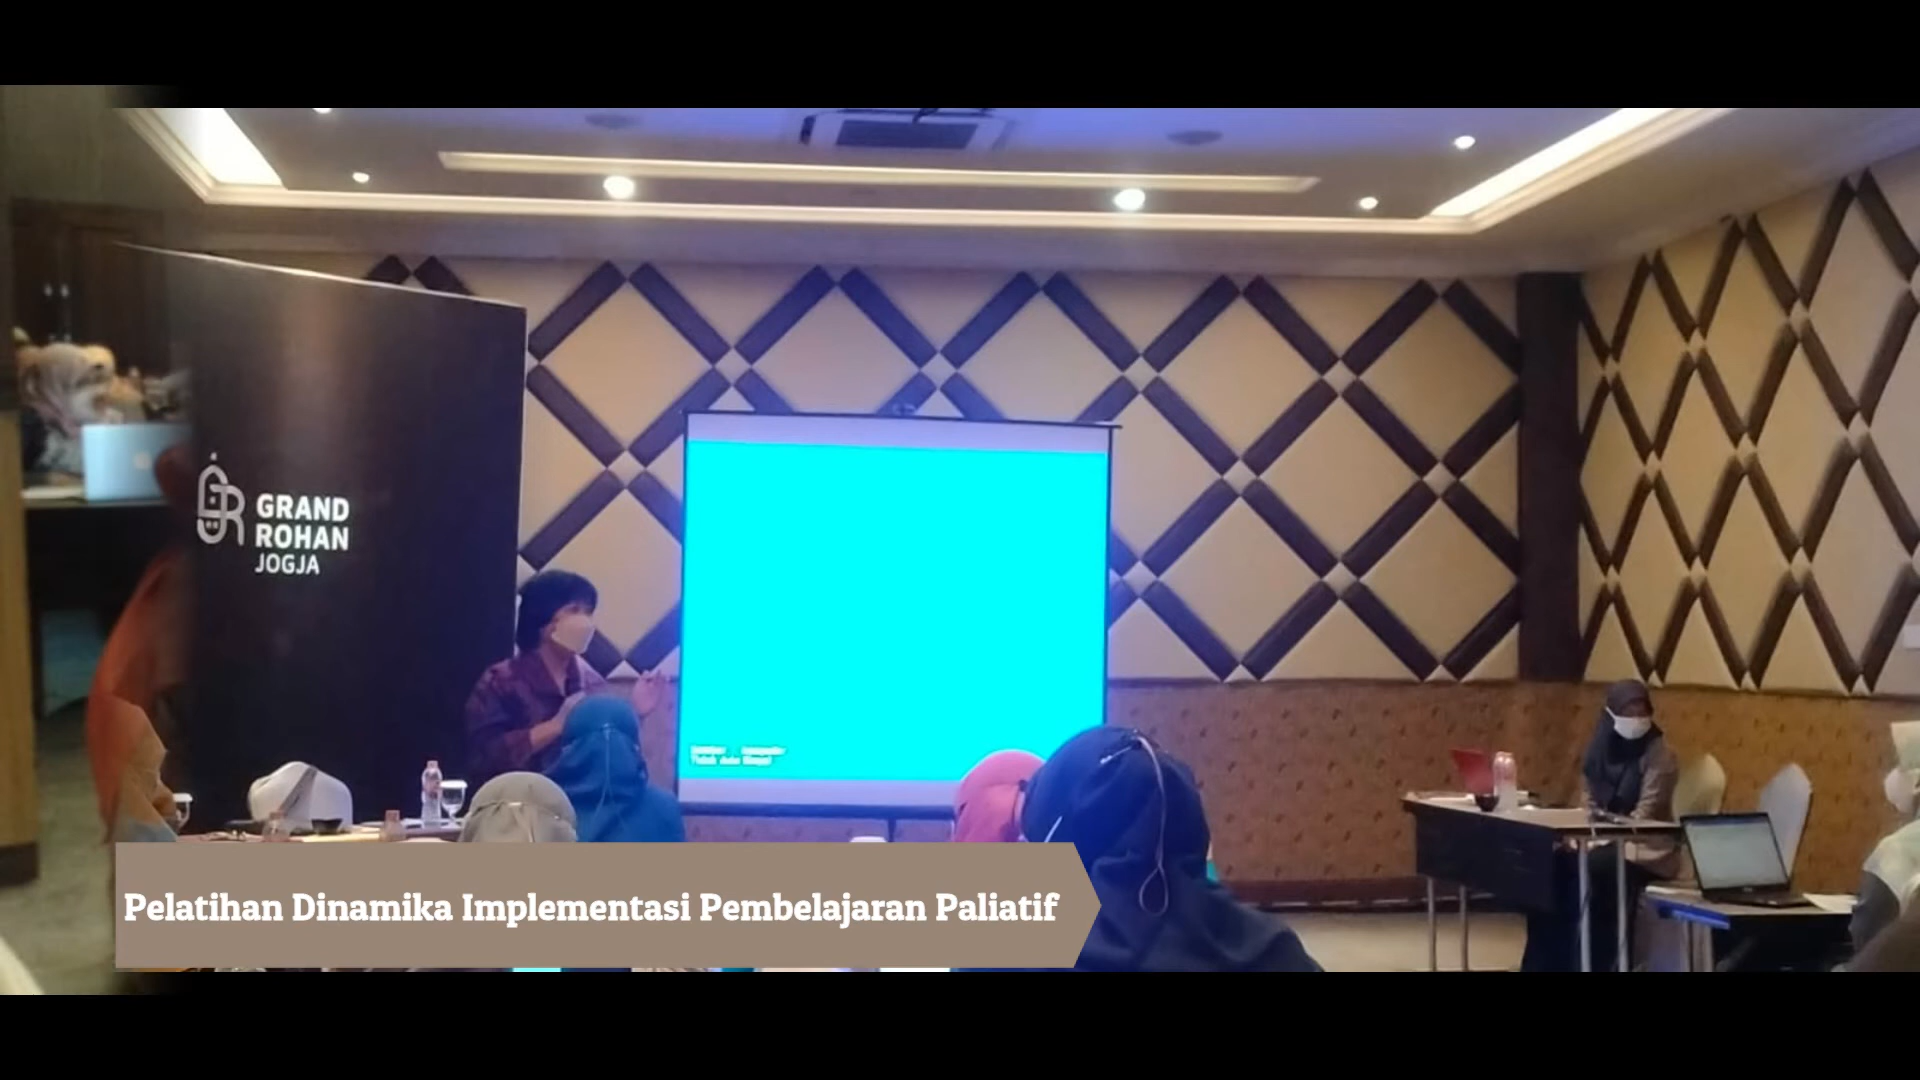 GRAND
ROHAN
JOGJA
Pelatihan Dinamika Implementasi Pembelajaran Paliatif